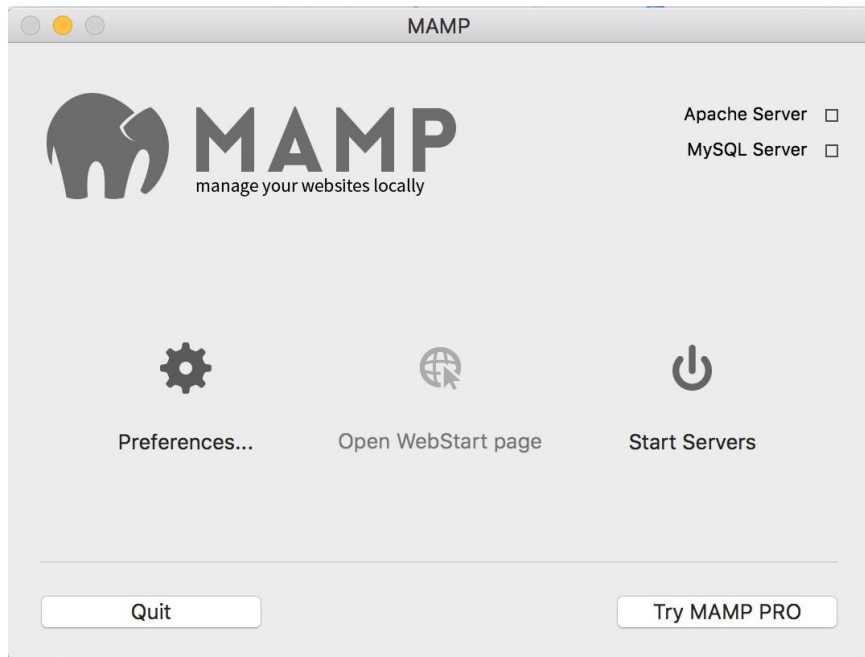 MAMP
MAMP
manage your websites locally
Apache Server
MySQL Server
Preferences...
Open WebStart page
Start Servers
Quit
Try MAMP PRO